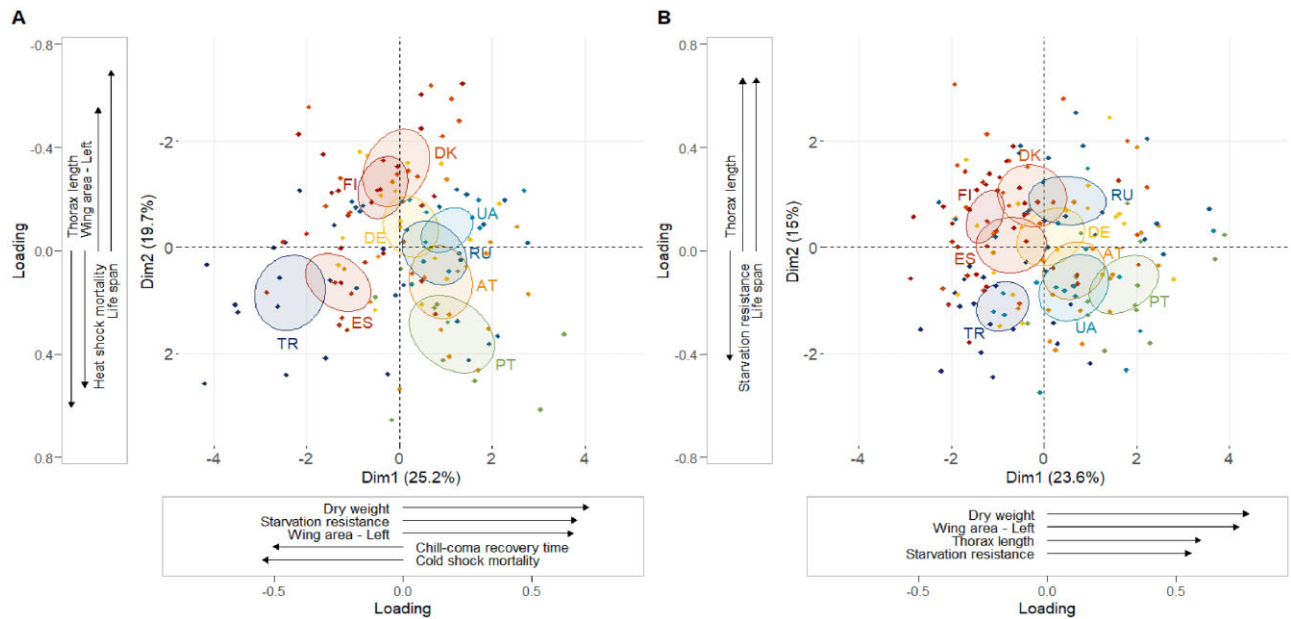 A
-0.8
-0.4
0.0
0.4
0.8
Loading
Thorax length
Wing area - Left
Heat shock mortality
Life span
Dim2 (19.7%)
-2
0
2
DK
FI
UA
DE
RU
AT
ES
TR
PT
-4
-2
0
2
4
Dim1 (25.2%)
Dry weight
Starvation resistance
Wing area - Left
Chill-coma recovery time
Cold shock mortality
-0.5
0.0
0.5
Loading
B
0.8
0.4
0.0
-0.4
-0.8
Loading
Thorax length
Starvation resistance
Life span
Dim2 (15%)
2
0
-2
DK
FI
RU
DE
ES
AT
PT
TR
UA
-4
-2
0
2
4
Dim1 (23.6%)
Dry weight
Wing area - Left
Thorax length
Starvation resistance
-0.5
0.0
0.5
Loading